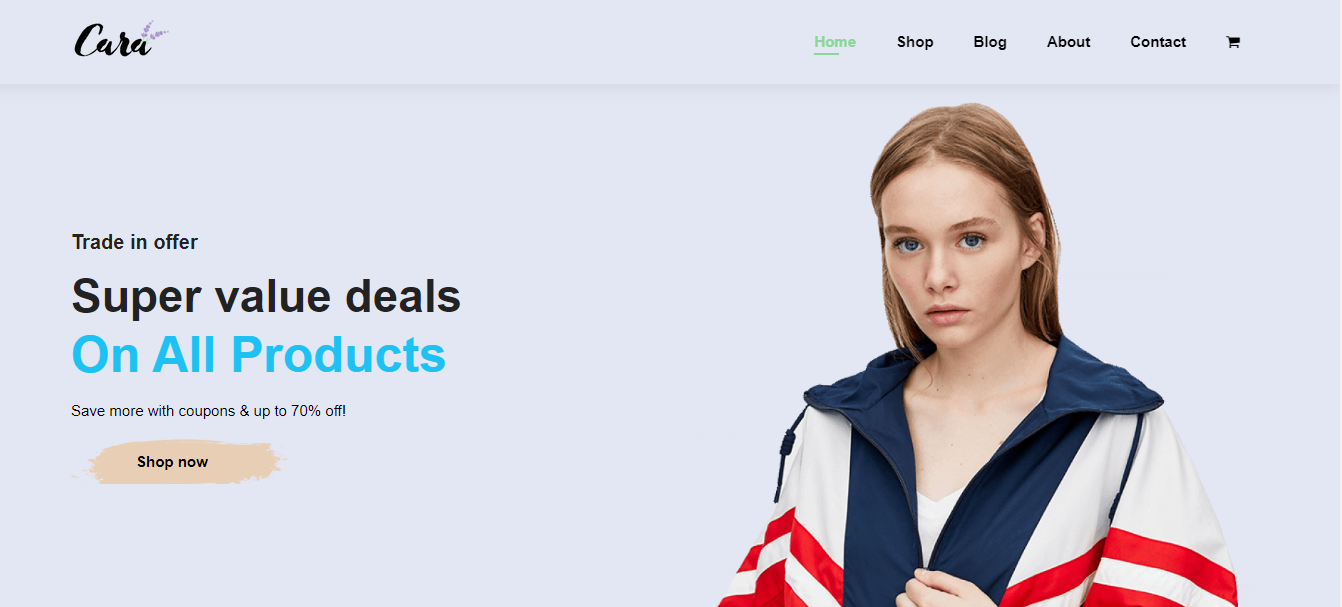 Cara
Home Shop Blog About Contact
Trade in offer
Super value deals
On All Products
Save more with coupons & up to 70% off!
Shop now